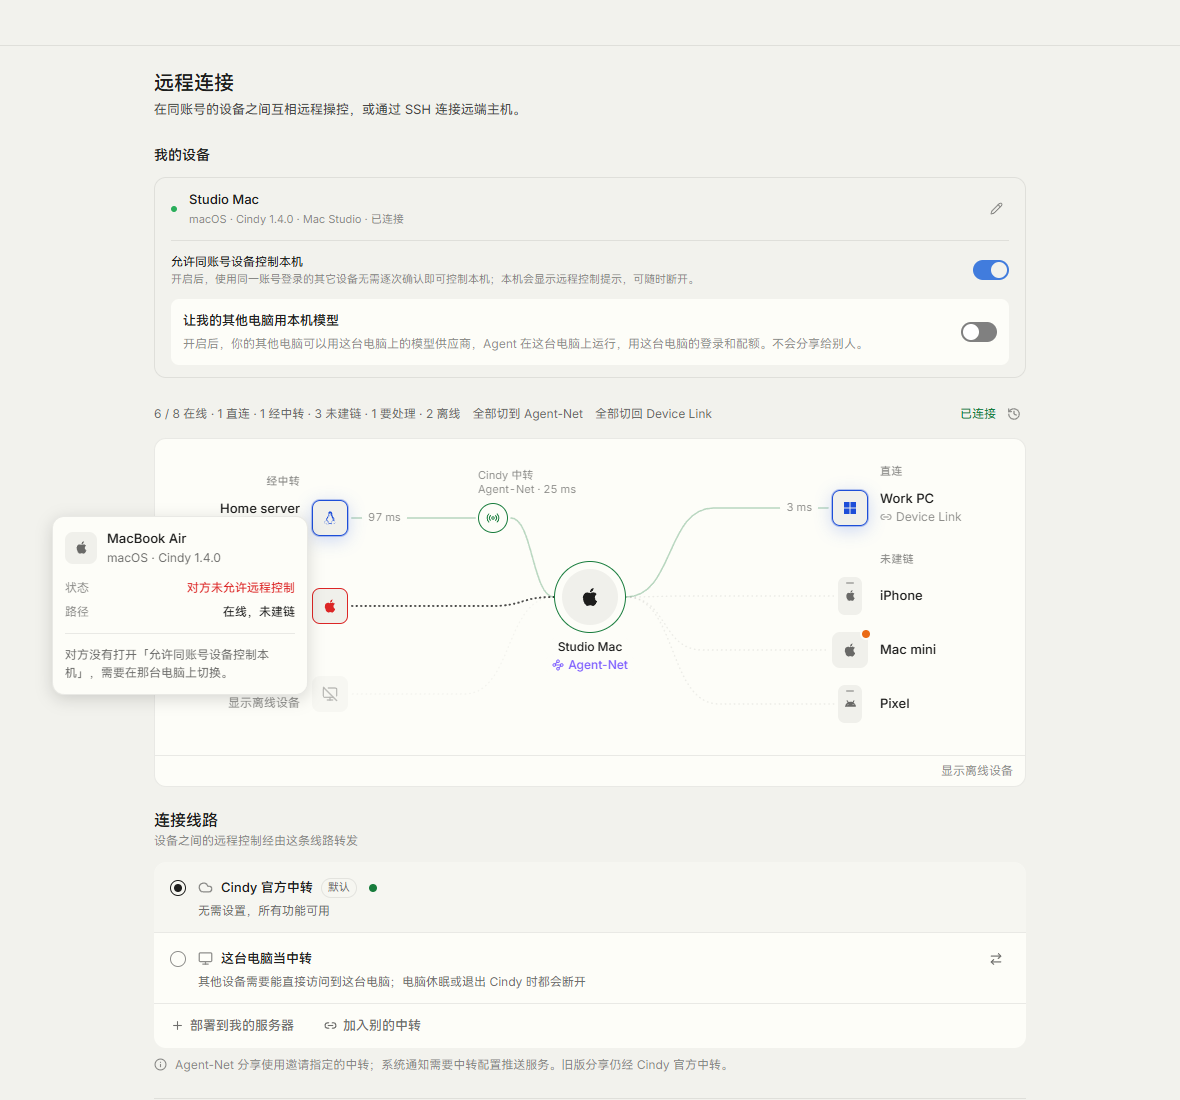 远程连接
在同账号的设备之间互相远程操控，或通过 SSH 连接远端主机。
我的设备
Studio Mac
macOS · Cindy 1.4.0 · Mac Studio · 已连接
允许同账号设备控制本机
开启后，使用同一账号登录的其它设备无需逐次确认即可控制本机；本机会显示远程控制提示，可随时断开。
让我的其他电脑用本机模型
开启后，你的其他电脑可以用这台电脑上的模型供应商，Agent 在这台电脑上运行，用这台电脑的登录和配额。不会分享给别人。
6 / 8 在线 · 1 直连 · 1 经中转 · 3 未建链 · 1 要处理 · 2 离线 全部切到 Agent-Net 全部切回 Device Link
已连接
经中转
Home server
97 ms
Cindy 中转
Agent-Net · 25 ms
直连
3 ms
Work PC
Device Link
未建链
iPhone
Mac mini
Pixel
Studio Mac
Agent-Net
MacBook Air
macOS · Cindy 1.4.0
状态 对方未允许远程控制
路径 在线，未建链
对方没有打开「允许同账号设备控制本
机」，需要在那台电脑上切换。
显示离线设备
显示离线设备
连接线路
设备之间的远程控制经由这条线路转发
Cindy 官方中转 默认
无需设置，所有功能可用
这台电脑当中转
其他设备需要能直接访问到这台电脑；电脑休眠或退出 Cindy 时都会断开
部署到我的服务器 加入别的中转
Agent-Net 分享使用邀请指定的中转；系统通知需要中转配置推送服务。旧版分享仍经 Cindy 官方中转。